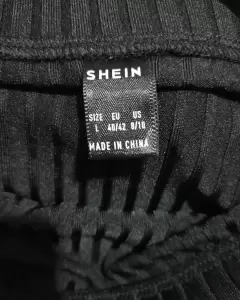 SHEIN
SIZE EU US
L 40/42 8/10
MADE IN CHINA